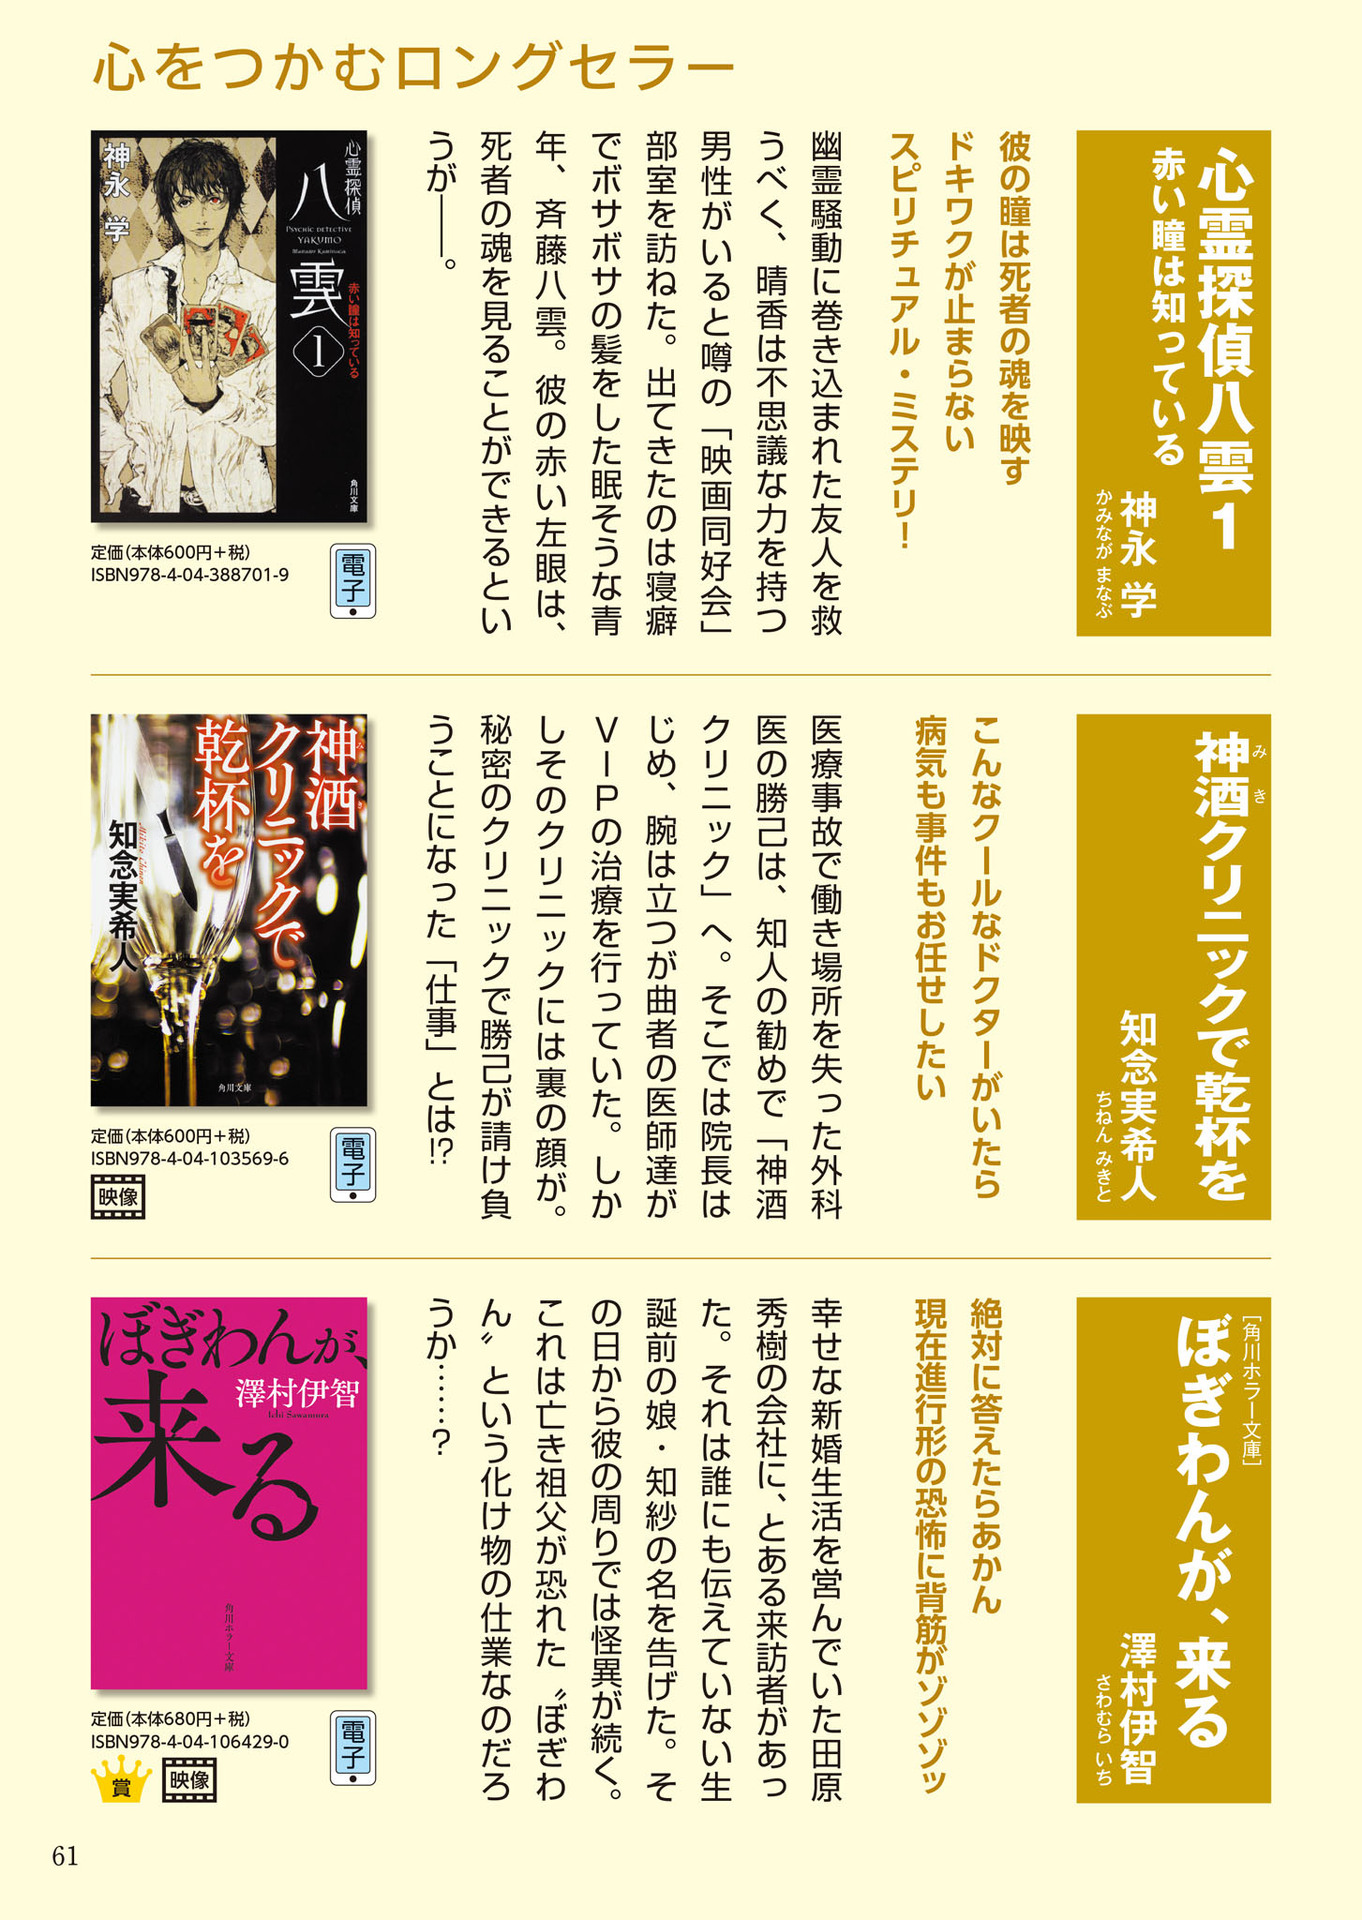 心をつかむロングセラー
心霊探偵八雲1
赤い瞳は知っている
神永 学
かみなが まなぶ
彼の瞳は死者の魂を映す
ドキワクが止まらない
スピリチュアル・ミステリ！
幽霊騒動に巻き込まれた友人を救
うべく、晴香は不思議な力を持つ
男性がいると噂の「映画同好会」
部室を訪ねた。出てきたのは寝癖
でボサボサの髪をした眠そうな青
年、斉藤八雲。彼の赤い左眼は、
死者の魂を見ることができるとい
うが――。
心霊探偵
八雲
PSYCHIC DETECTIVE
YAKUMO
MANABU KAMINAGA
1
赤い瞳は知っている
神永 学
角川文庫
定価(本体600円＋税)
ISBN978-4-04-388701-9
電子
神酒クリニックで乾杯を
みき
知念実希人
ちねん みきと
こんなクールなドクターがいたら
病気も事件もお任せしたい
医療事故で働き場所を失った外科
医の勝己は、知人の勧めで「神酒
クリニック」へ。そこでは院長は
じめ、腕は立つが曲者の医師達が
VIPの治療を行っていた。しか
しそのクリニックには裏の顔が。
秘密のクリニックで勝己が請け負
うことになった「仕事」とは!?
神酒
みき
クリニックで
乾杯を
Mikito Chinen
知念実希人
角川文庫
定価(本体600円＋税)
ISBN978-4-04-103569-6
映像
電子
［角川ホラー文庫］
ぼぎわんが、来る
澤村伊智
さわむら いち
絶対に答えたらあかん
現在進行形の恐怖に背筋がゾゾゾッ
幸せな新婚生活を営んでいた田原
秀樹の会社に、とある来訪者があっ
た。それは誰にも伝えていない生
誕前の娘・知紗の名を告げた。そ
の日から彼の周りでは怪異が続く。
これは亡き祖父が恐れた〝ぼぎわ
ん〟という化け物の仕業なのだろ
うか……？
ぼぎわんが、
来る
澤村伊智
Ichi Sawamura
角川ホラー文庫
定価(本体680円＋税)
ISBN978-4-04-106429-0
賞
映像
電子
61